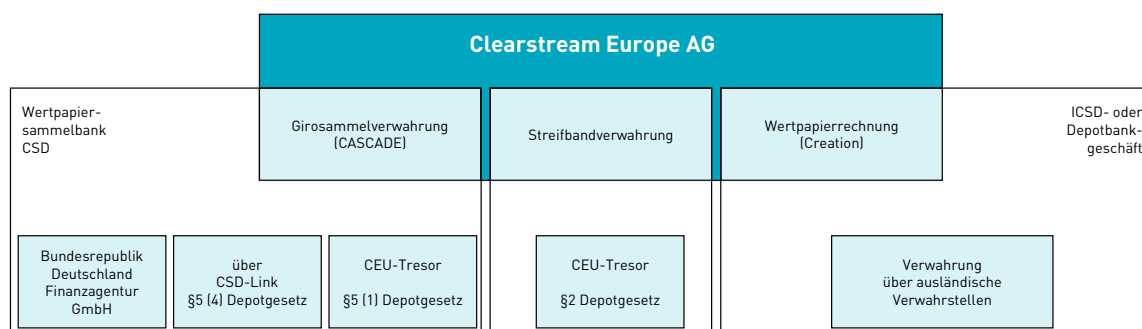 Clearstream Europe AG
Wertpapier-
sammelbank
CSD
Girosammelverwahrung
(CASCADE)
Streifbandverwahrung
Wertpapierrechnung
(Creation)
ICSD- oder
Depotbank-
geschäft
Bundesrepublik
Deutschland
Finanzagentur
GmbH
über
CSD-Link
§5 (4) Depotgesetz
CEU-Tresor
§5 (1) Depotgesetz
CEU-Tresor
§2 Depotgesetz
Verwahrung
über ausländische
Verwahrstellen